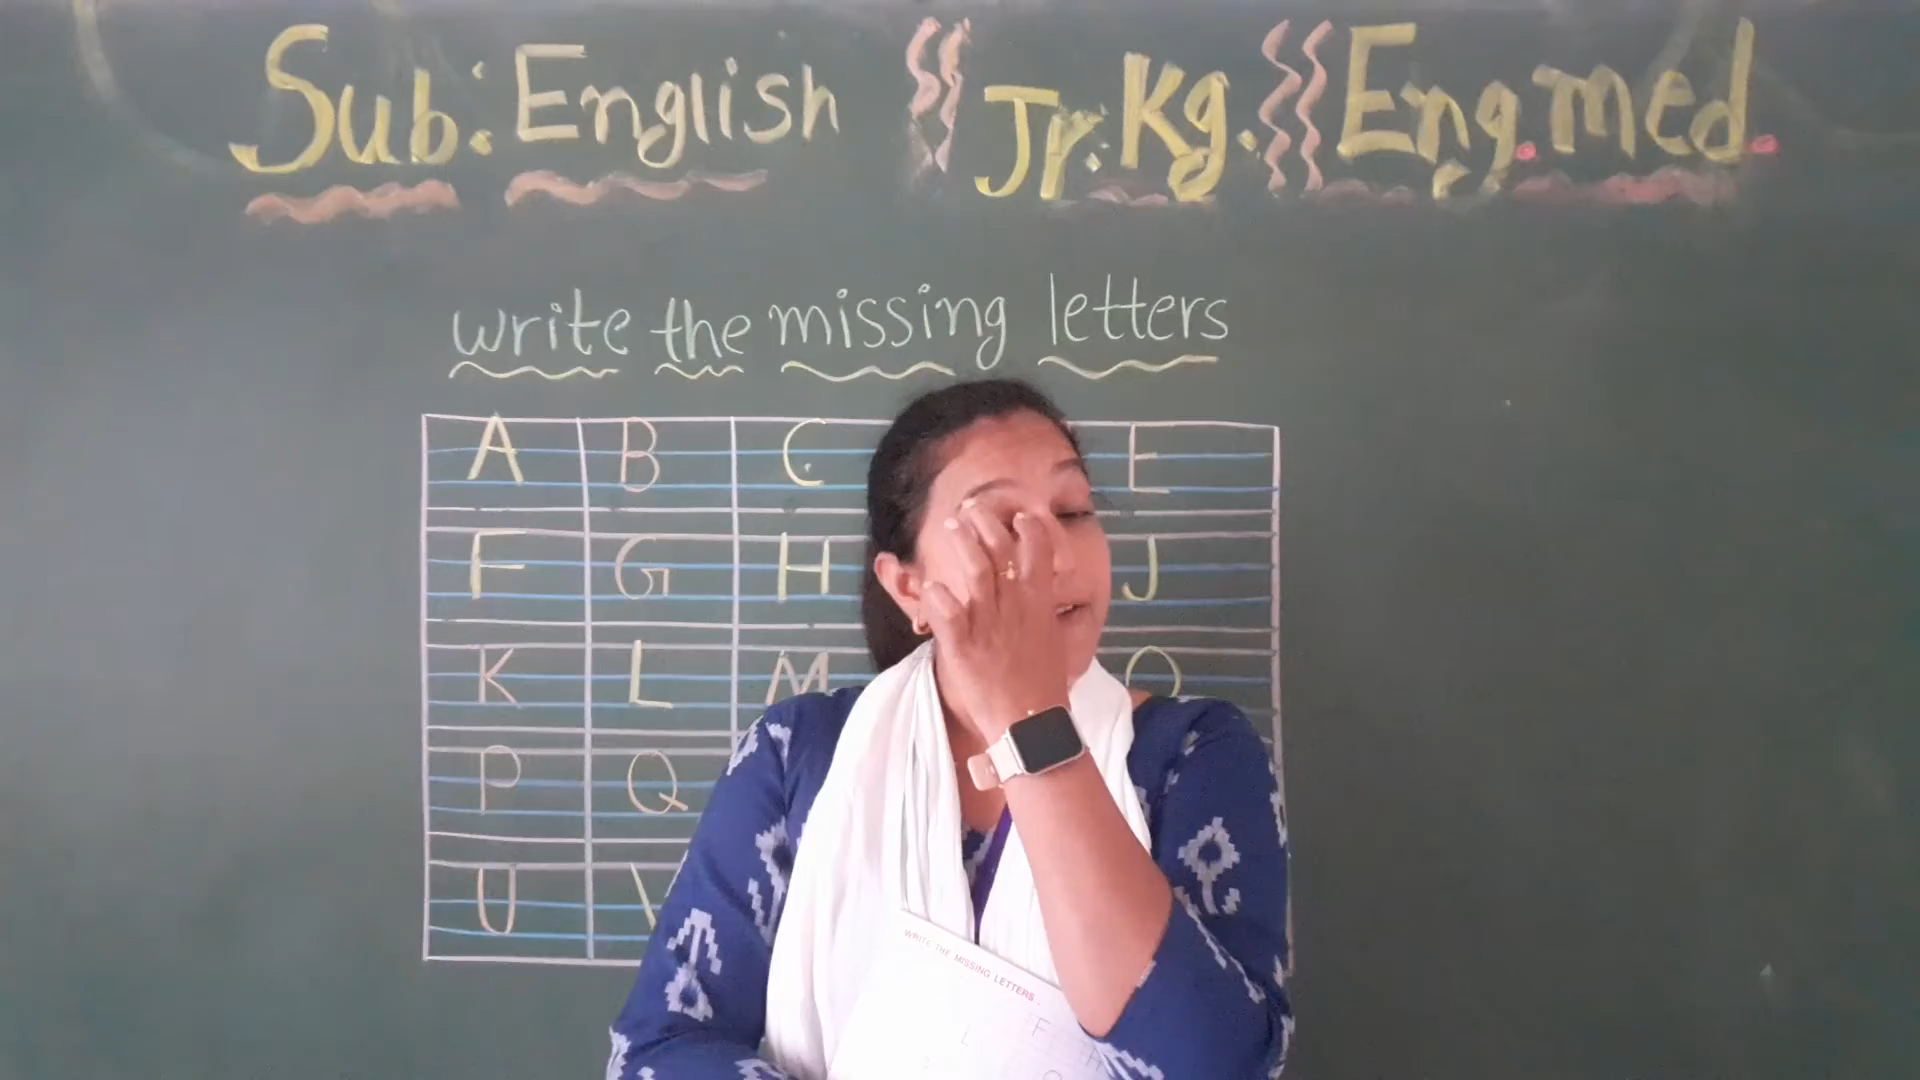 Sub: English Jr. Kg. Eng. med.
write the missing letters
A B C E
F G H J
K L M O
P Q
U
WRITE THE MISSING LETTERS.
F
L